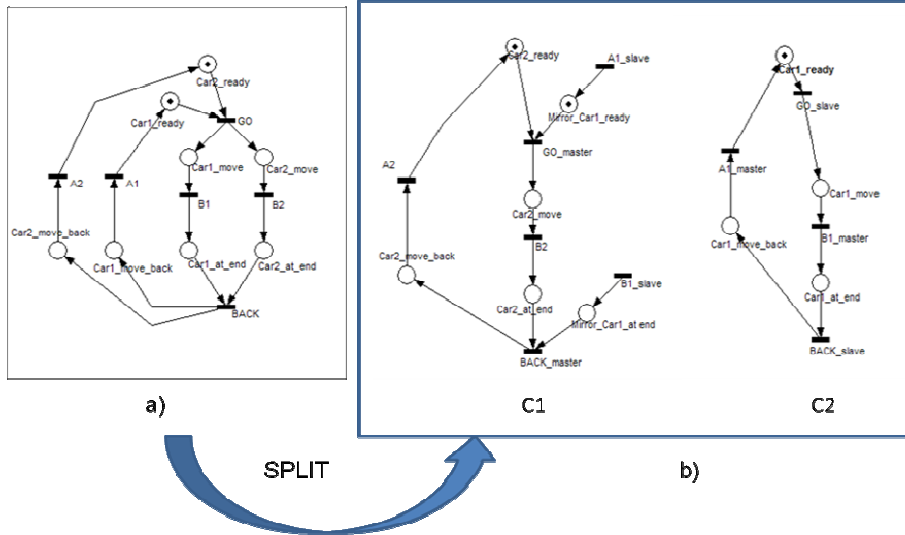 Car2_ready
Car1_ready
GO
Car1_move
Car2_move
A2
A1
B1
B2
Car2_move_back
Car1_move_back
Car1_at_end
Car2_at_end
BACK
a)
SPLIT
Car2_ready
A1_slave
Mirror_Car1_ready
GO_master
A2
Car2_move
B2
Car2_move_back
B1_slave
Car2_at_end
Mirror_Car1_at end
BACK_master
C1
Car1_ready
GO_slave
A1_master
Car1_move
Car1_move_back
B1_master
Car1_at_end
BACK_slave
C2
b)